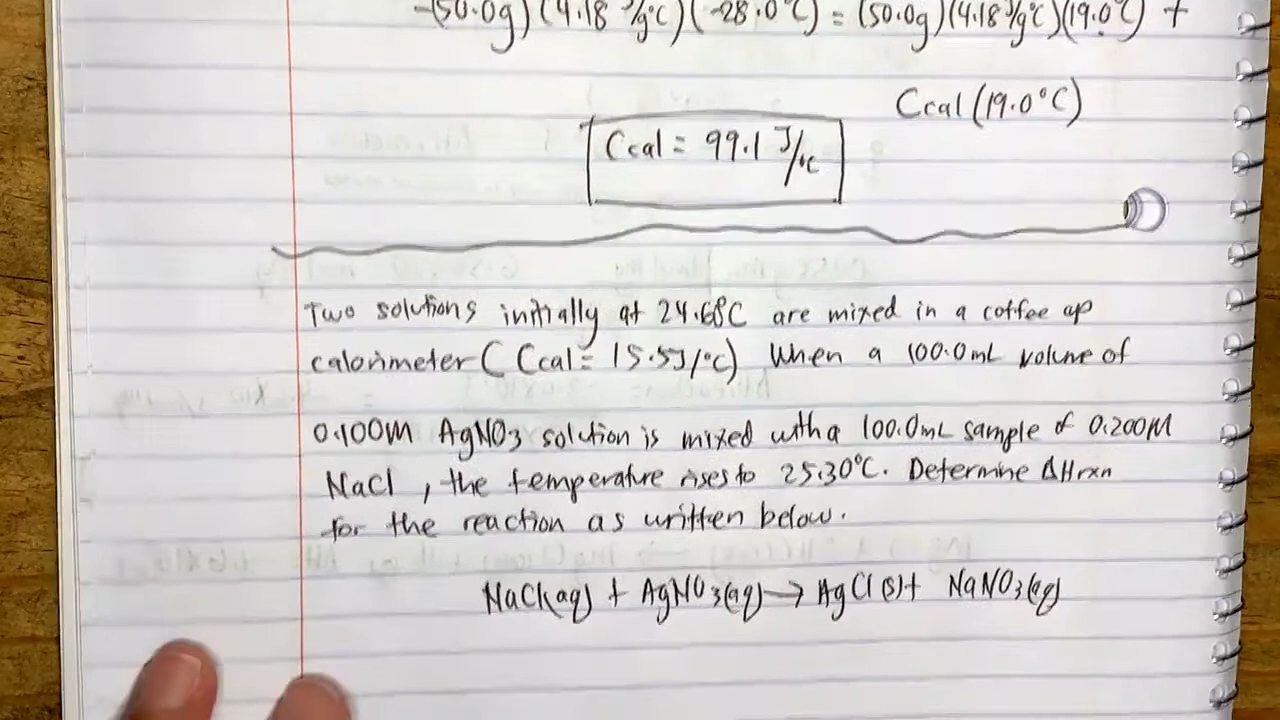 -(50.0g)(4.18 J/g°C)(-28.0°C) = (50.0g)(4.18 J/g°C)(19.0°C) +
Ccal (19.0°C)
Ccal = 99.1 J/°C
Two solutions initially at 24.68C are mixed in a coffee cup
calorimeter (Ccal = 15.5J/°C) When a 100.0mL volume of
0.100M AgNO3 solution is mixed with a 100.0mL sample of 0.200M
NaCl, the temperature rises to 25.30°C. Determine ΔHrxn
for the reaction as written below.
NaCl(aq) + AgNO3(aq) → AgCl(s) + NaNO3(aq)